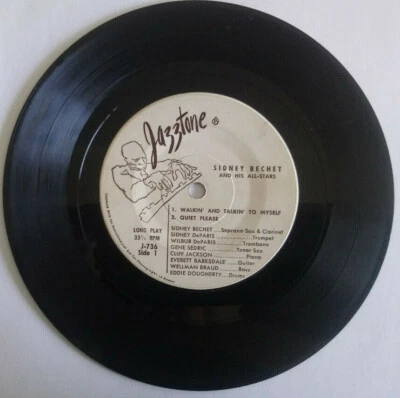 Jazztone ®
SIDNEY BECHET
AND HIS ALL-STARS
1. WALKIN' AND TALKIN' TO MYSELF
2. QUIET PLEASE
LONG PLAY
33⅓ RPM
J-736
Side 1
SIDNEY BECHET....Soprano Sax & Clarinet
SIDNEY DePARIS..............Trumpet
WILBUR DePARIS............Trombone
GENE SEDRIC..............Tenor Sax
CLIFF JACKSON................Piano
EVERETT BARKSDALE.....Guitar
WELLMAN BRAUD............Bass
EDDIE DOUGHERTY.......Drums